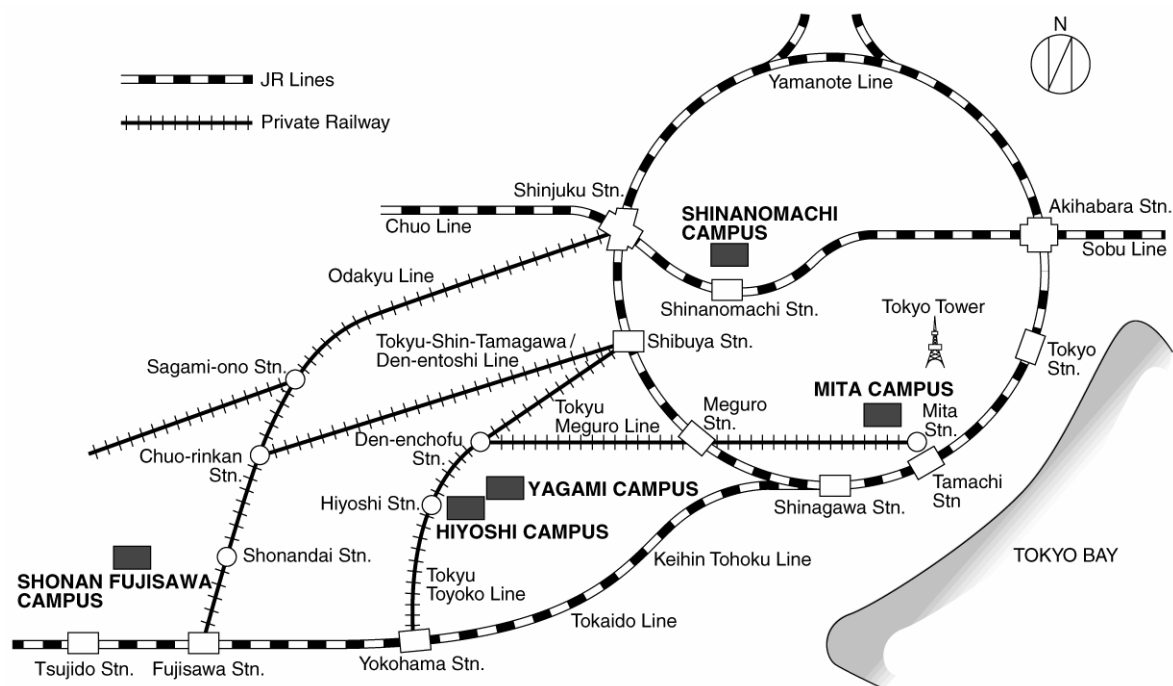 N
JR Lines
Private Railway
Yamanote Line
Shinjuku Stn.
Chuo Line
SHINANOMACHI
CAMPUS
Akihabara Stn.
Sobu Line
Odakyu Line
Shinanomachi Stn.
Tokyo Tower
Tokyu-Shin-Tamagawa /
Den-entoshi Line
Shibuya Stn.
Tokyo
Stn.
Sagami-ono Stn.
MITA CAMPUS
Tokyu
Meguro Line
Meguro
Stn.
Mita
Stn.
Den-enchofu
Stn.
Chuo-rinkan
Stn.
Tamachi
Stn
YAGAMI CAMPUS
Hiyoshi Stn.
HIYOSHI CAMPUS
Shinagawa Stn.
Shonandai Stn.
Keihin Tohoku Line
TOKYO BAY
SHONAN FUJISAWA
CAMPUS
Tokyu
Toyoko Line
Tokaido Line
Tsujido Stn.
Fujisawa Stn.
Yokohama Stn.